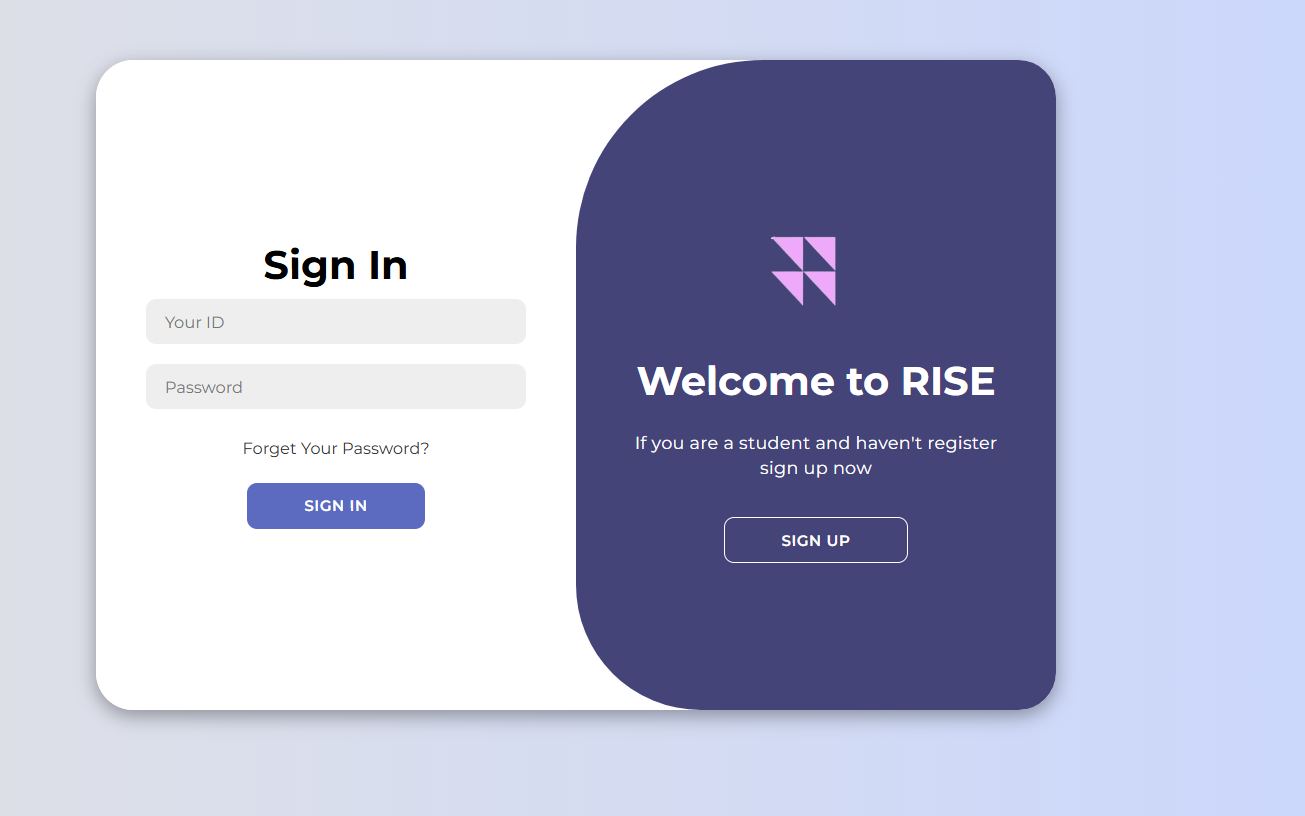 Sign In
Your ID
Password
Forget Your Password?
SIGN IN
Welcome to RISE
If you are a student and haven't register
sign up now
SIGN UP